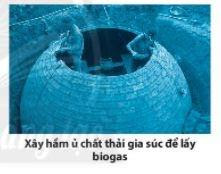 Xây hầm ủ chất thải gia súc để lấy
biogas